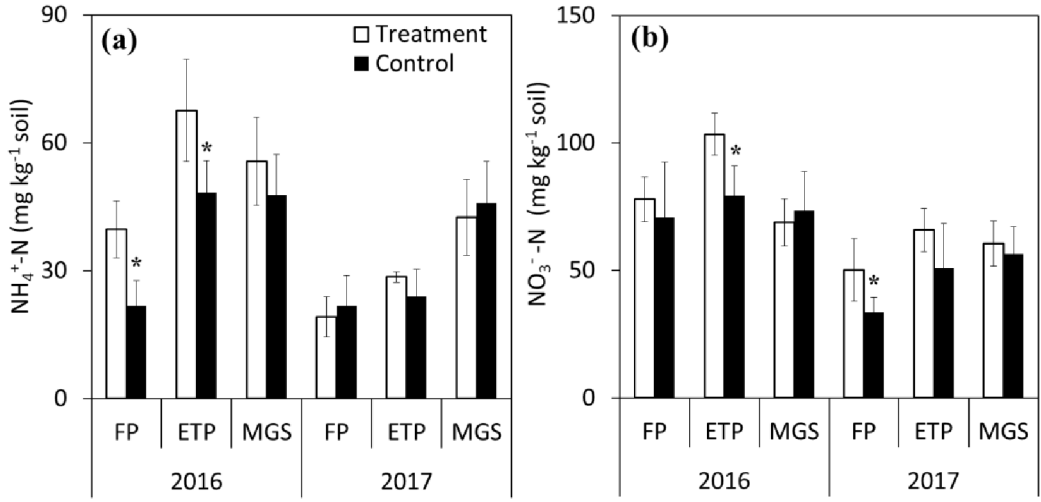 (a)
Treatment
Control
NH₄⁺-N (mg kg⁻¹ soil)
90
60
30
0
*
*
FP ETP MGS FP ETP MGS
2016 2017
(b)
NO₃⁻-N (mg kg⁻¹ soil)
150
100
50
0
*
*
FP ETP MGS FP ETP MGS
2016 2017